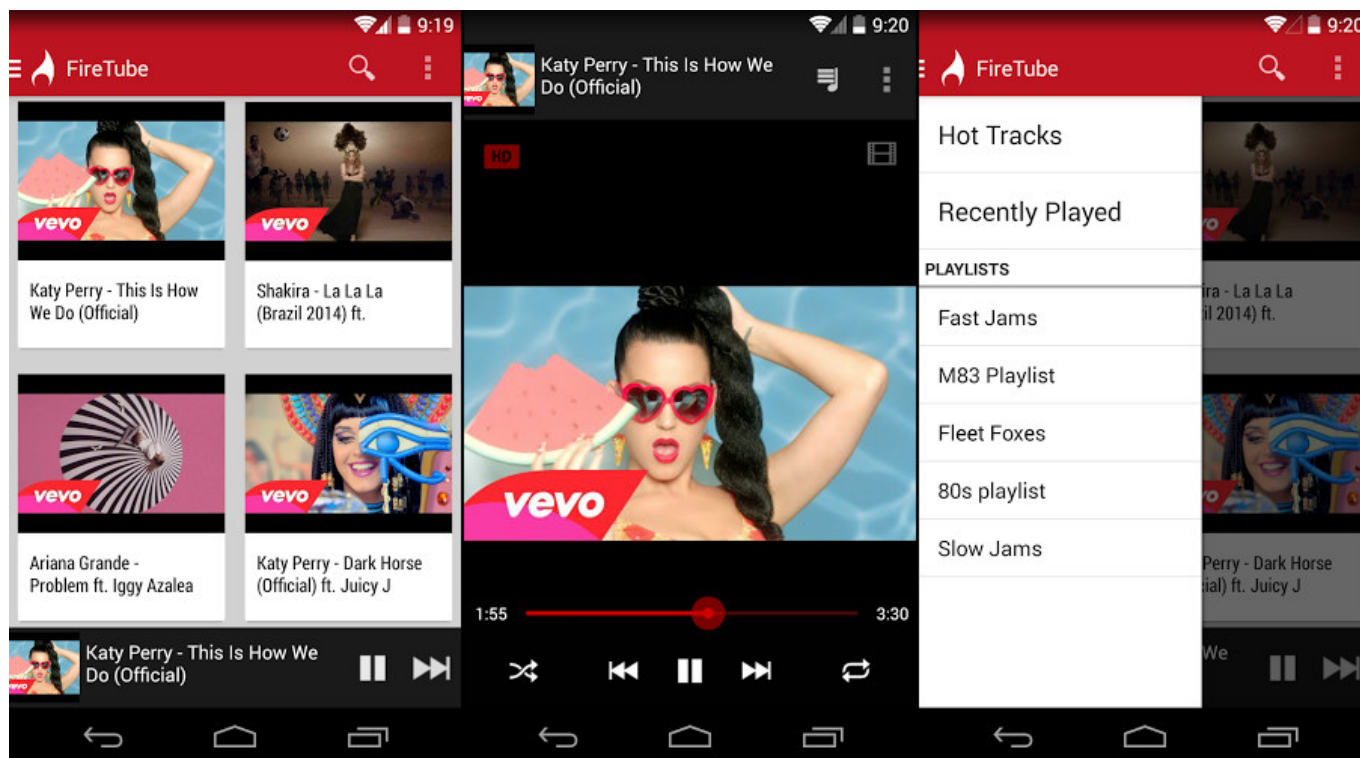 9:19
FireTube
vevo
vevo
Katy Perry - This Is How
We Do (Official)
Shakira - La La La
(Brazil 2014) ft.
vevo
vevo
Ariana Grande -
Problem ft. Iggy Azalea
Katy Perry - Dark Horse
(Official) ft. Juicy J
vevo
Katy Perry - This Is How We
Do (Official)
9:20
vevo
Katy Perry - This Is How We
Do (Official)
HD
vevo
1:55
3:30
9:20
FireTube
Hot Tracks
Recently Played
PLAYLISTS
Fast Jams
M83 Playlist
Fleet Foxes
80s playlist
Slow Jams
vo
ira - La La La
il 2014) ft.
vo
Perry - Dark Horse
ial) ft. Juicy J
We